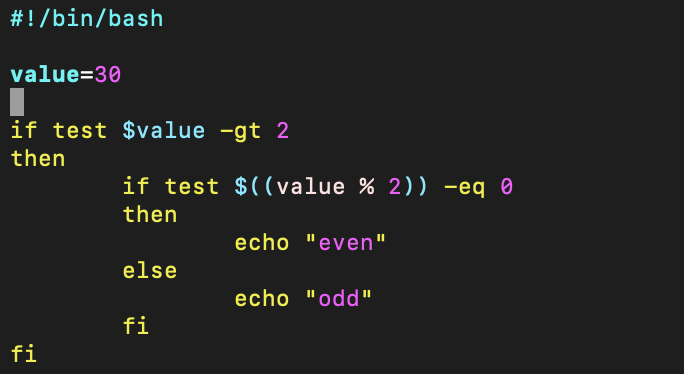 #!/bin/bash
value=30
if test $value -gt 2
then
if test $((value % 2)) -eq 0
then
echo "even"
else
echo "odd"
fi
fi